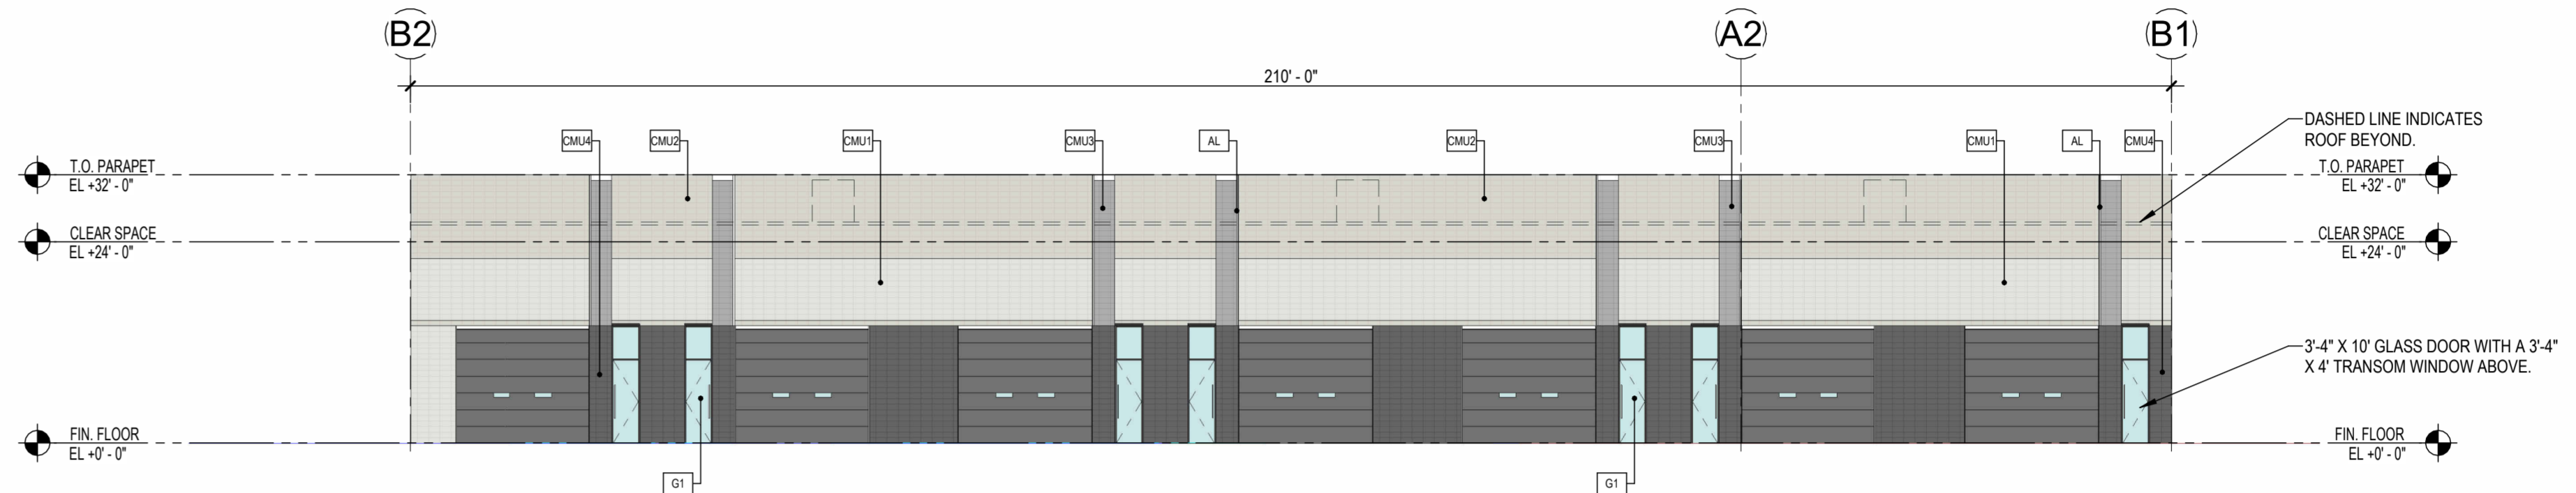 B2
A2
B1
210' - 0"
CMU4
CMU2
CMU1
CMU3
AL
CMU2
CMU3
CMU1
AL
CMU4
DASHED LINE INDICATES
ROOF BEYOND.
T.O. PARAPET
EL +32' - 0"
T.O. PARAPET
EL +32' - 0"
CLEAR SPACE
EL +24' - 0"
CLEAR SPACE
EL +24' - 0"
3'-4" X 10' GLASS DOOR WITH A 3'-4"
X 4' TRANSOM WINDOW ABOVE.
FIN. FLOOR
EL +0' - 0"
FIN. FLOOR
EL +0' - 0"
G1
G1